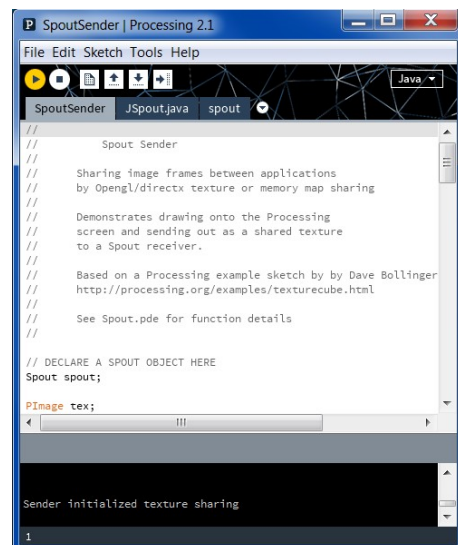 SpoutSender | Processing 2.1
File Edit Sketch Tools Help
Java
SpoutSender JSpout.java spout
//
// Spout Sender
//
// Sharing image frames between applications
// by Opengl/directx texture or memory map sharing
//
// Demonstrates drawing onto the Processing
// screen and sending out as a shared texture
// to a Spout receiver.
//
// Based on a Processing example sketch by by Dave Bollinger
// http://processing.org/examples/texturecube.html
//
// See Spout.pde for function details
//
// DECLARE A SPOUT OBJECT HERE
Spout spout;
PImage tex;
Sender initialized texture sharing
1